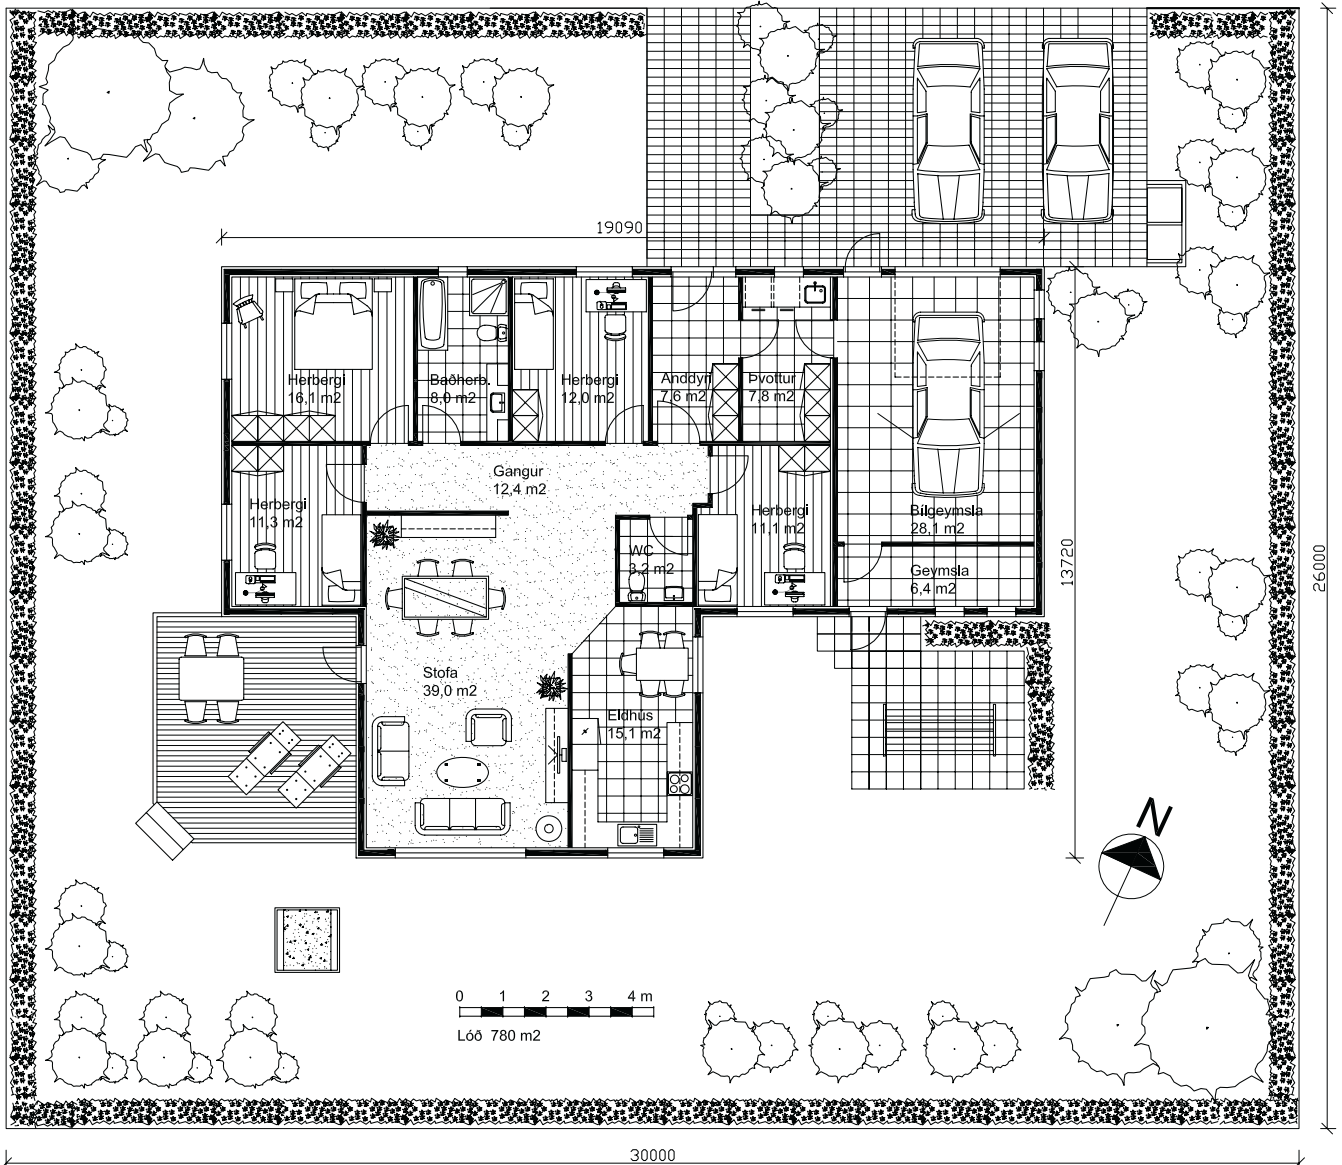 19090
Herbergi
16,1 m2
Baðherb.
8,0 m2
Herbergi
12,0 m2
Anddyri
7,6 m2
Þvottur
7,8 m2
Gangur
12,4 m2
Herbergi
11,3 m2
Herbergi
11,1 m2
Bílgeymsla
28,1 m2
WC
3,2 m2
Geymsla
6,4 m2
13720
26000
Stofa
39,0 m2
Eldhús
15,1 m2
N
0 1 2 3 4 m
Lóð 780 m2
30000